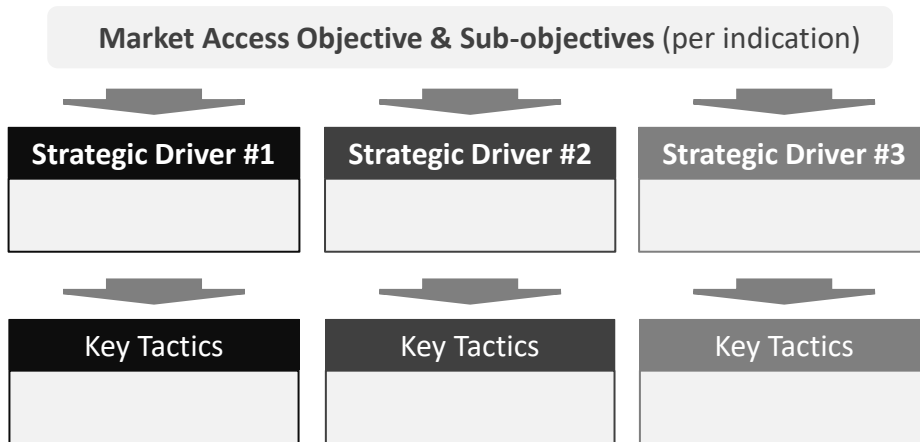 Market Access Objective & Sub-objectives (per indication)
Strategic Driver #1
Strategic Driver #2
Strategic Driver #3
Key Tactics
Key Tactics
Key Tactics